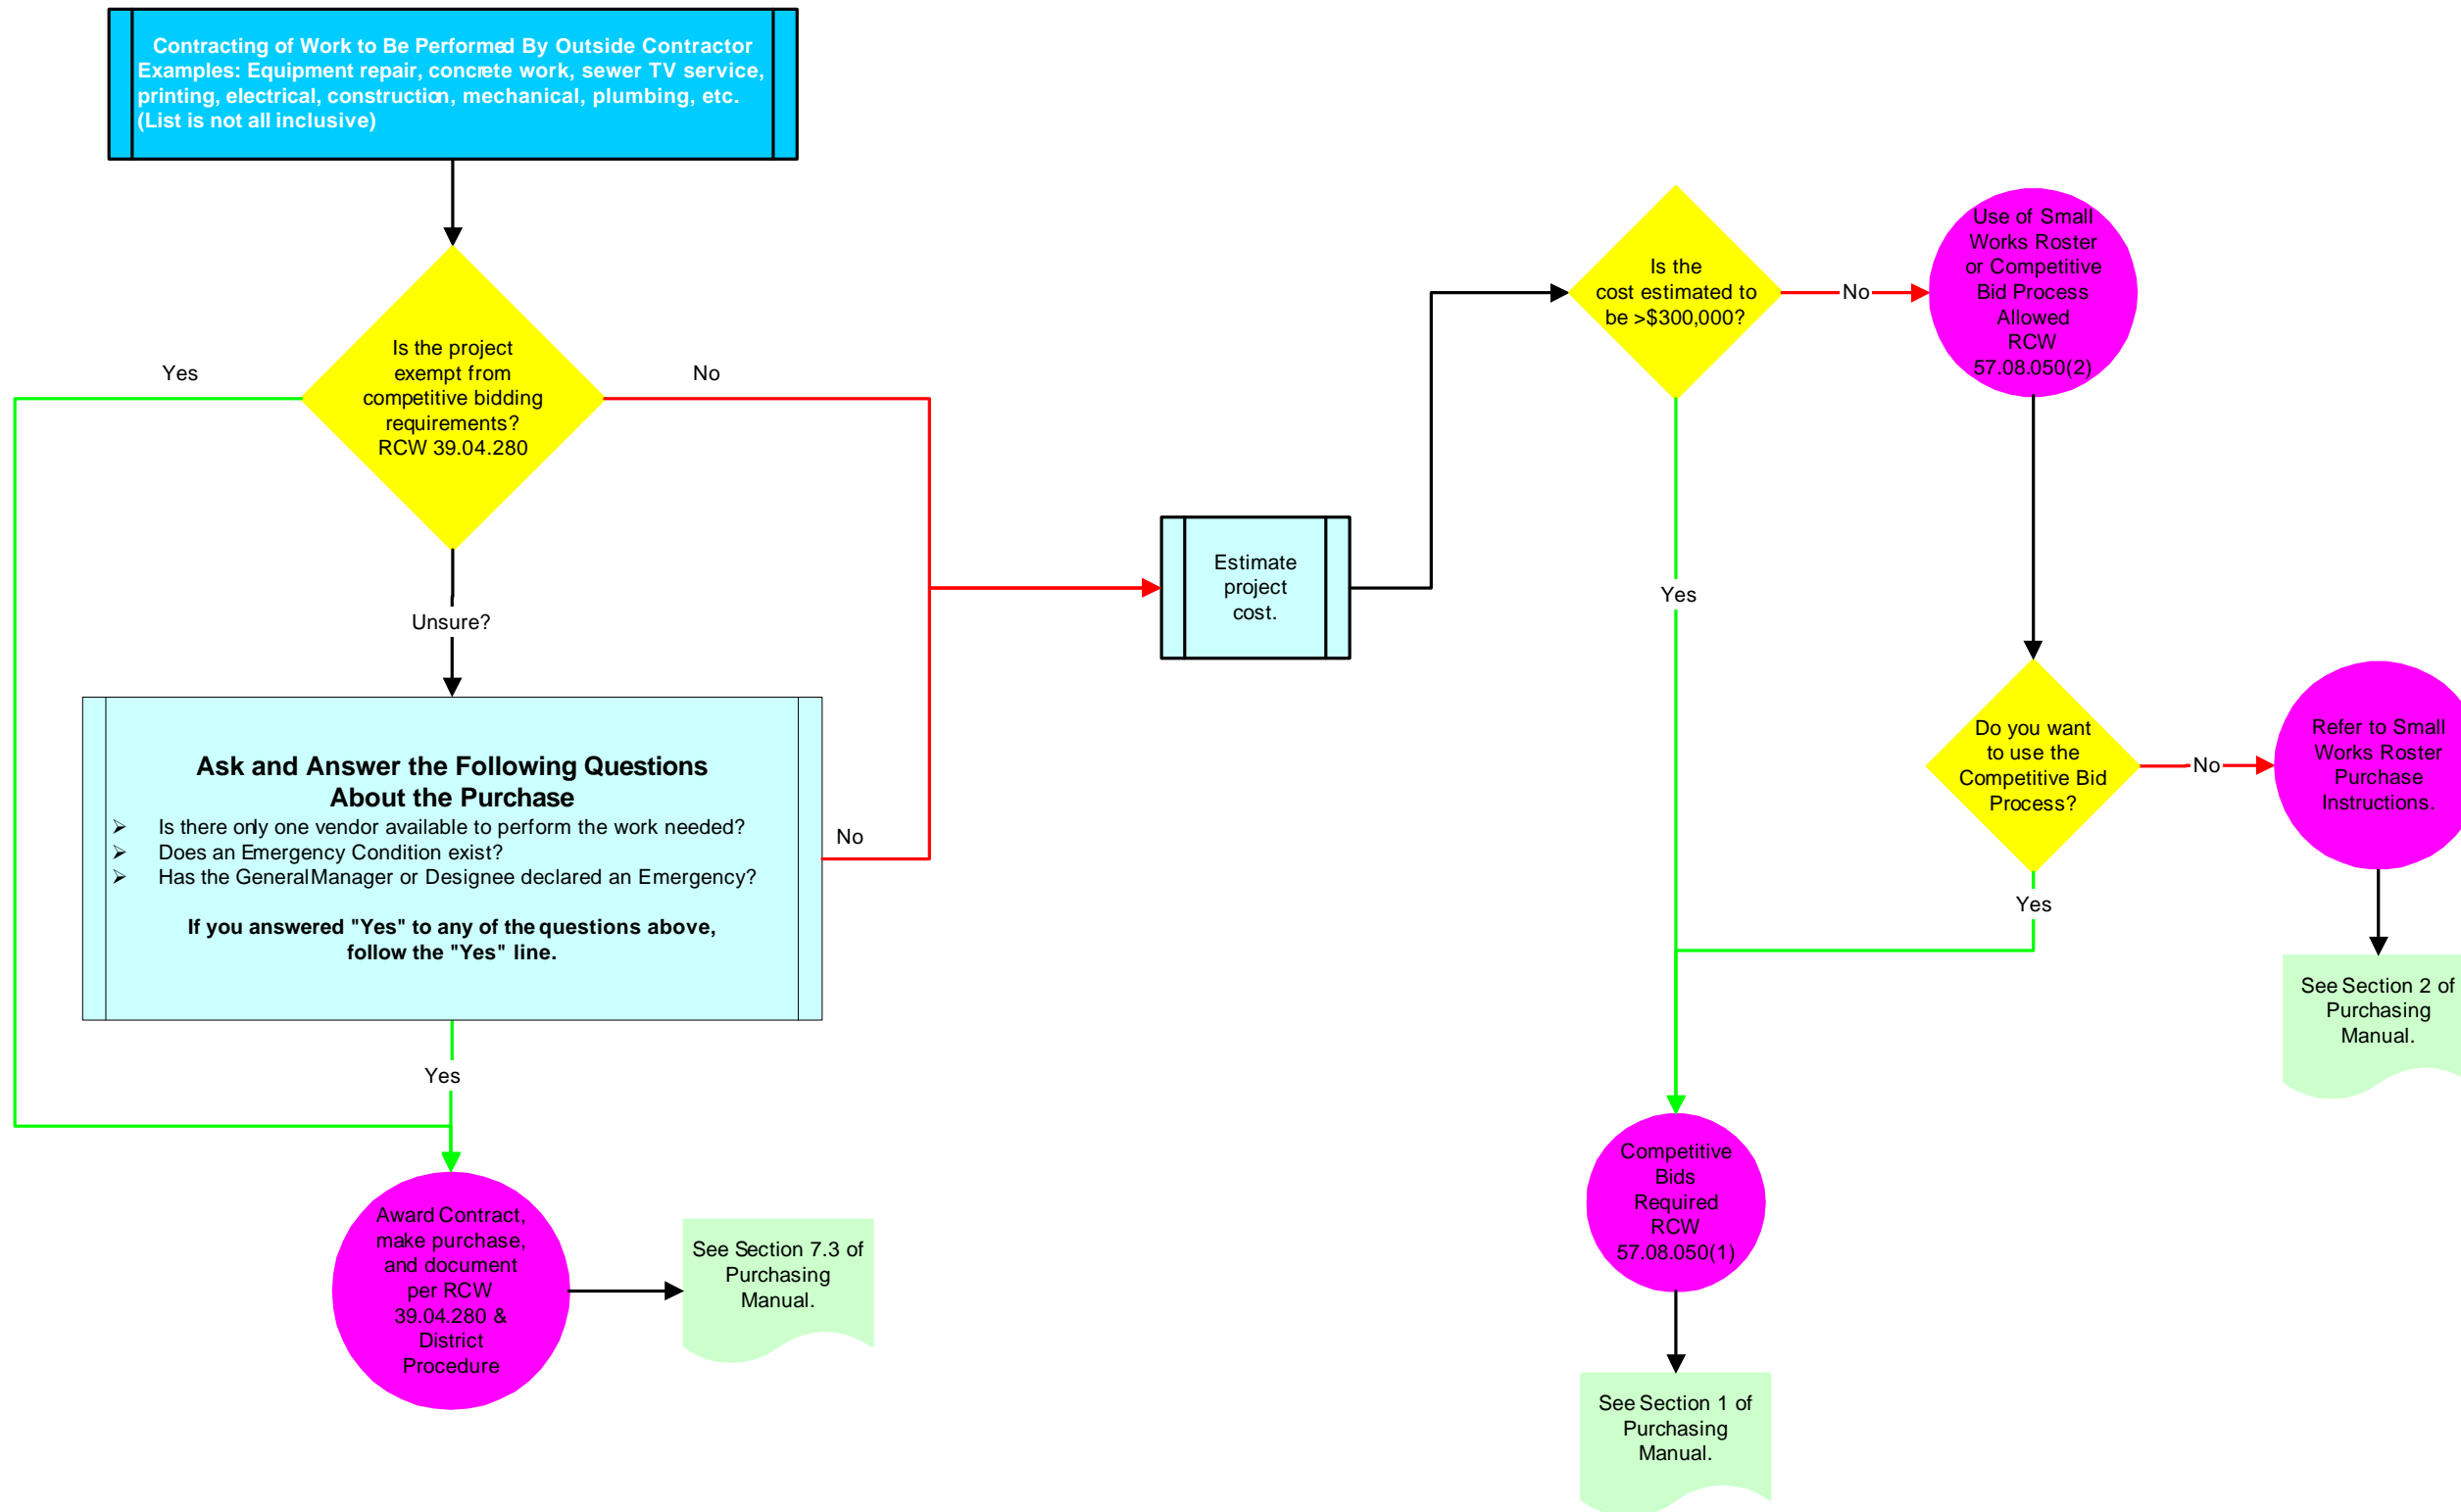 Contracting of Work to Be Performed By Outside Contractor
Examples: Equipment repair, concrete work, sewer TV service,
printing, electrical, construction, mechanical, plumbing, etc.
(List is not all inclusive)
Is the project
exempt from
competitive bidding
requirements?
RCW 39.04.280
Yes
No
Unsure?
Ask and Answer the Following Questions
About the Purchase
➢ Is there only one vendor available to perform the work needed?
➢ Does an Emergency Condition exist?
➢ Has the General Manager or Designee declared an Emergency?
If you answered "Yes" to any of the questions above,
follow the "Yes" line.
No
Yes
Award Contract,
make purchase,
and document
per RCW
39.04.280 &
District
Procedure
See Section 7.3 of
Purchasing
Manual.
Estimate
project
cost.
Is the
cost estimated to
be >$300,000?
No
Yes
Use of Small
Works Roster
or Competitive
Bid Process
Allowed
RCW
57.08.050(2)
Do you want
to use the
Competitive Bid
Process?
No
Yes
Refer to Small
Works Roster
Purchase
Instructions.
See Section 2 of
Purchasing
Manual.
Competitive
Bids
Required
RCW
57.08.050(1)
See Section 1 of
Purchasing
Manual.